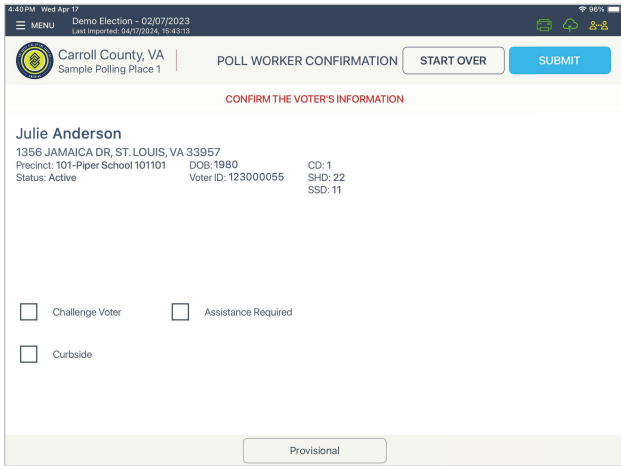 4:40 PM Wed Apr 17
96%
MENU
Demo Election - 02/07/2023
Last Imported: 04/17/2024, 15:43:13
Carroll County, VA
Sample Polling Place 1
POLL WORKER CONFIRMATION
START OVER
SUBMIT
CONFIRM THE VOTER'S INFORMATION
Julie Anderson
1356 JAMAICA DR, ST. LOUIS, VA 33957
Precinct: 101-Piper School 101101 DOB: 1980 CD: 1
Status: Active Voter ID: 123000055 SHD: 22
SSD: 11
Challenge Voter Assistance Required
Curbside
Provisional